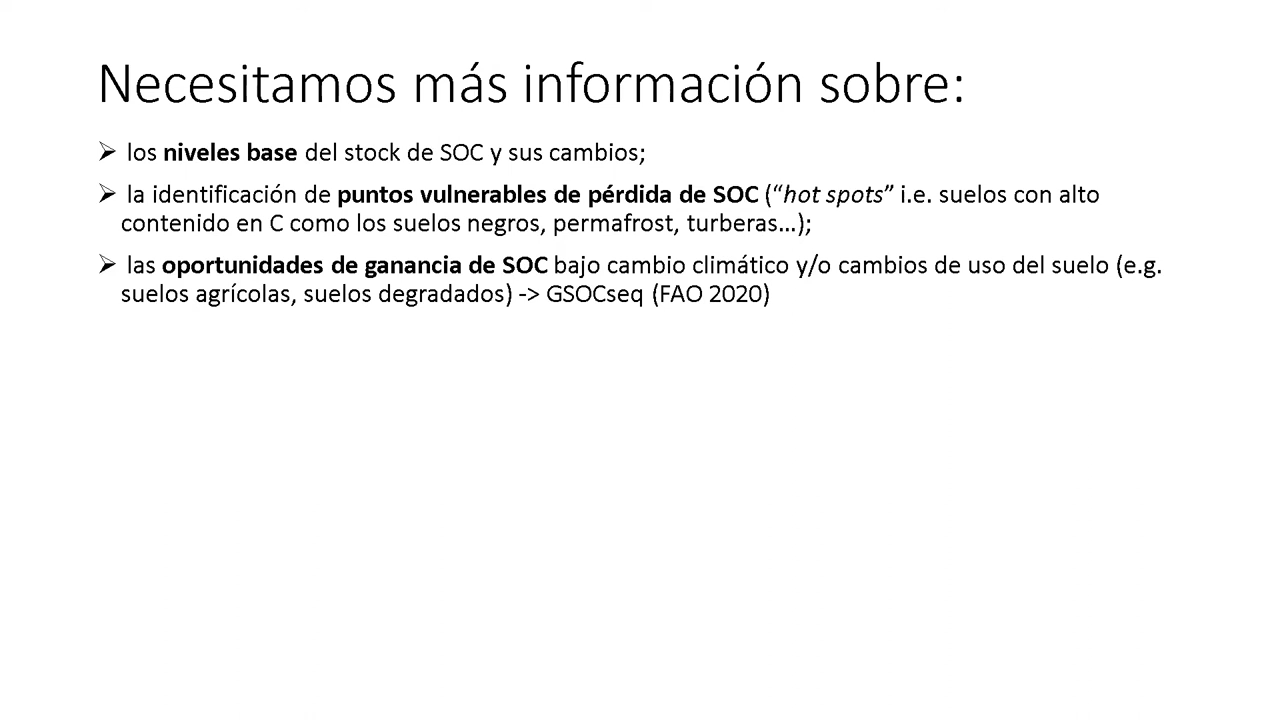 Necesitamos más información sobre:
➢ los niveles base del stock de SOC y sus cambios;
➢ la identificación de puntos vulnerables de pérdida de SOC (“hot spots” i.e. suelos con alto
contenido en C como los suelos negros, permafrost, turberas…);
➢ las oportunidades de ganancia de SOC bajo cambio climático y/o cambios de uso del suelo (e.g.
suelos agrícolas, suelos degradados) -> GSOCseq (FAO 2020)